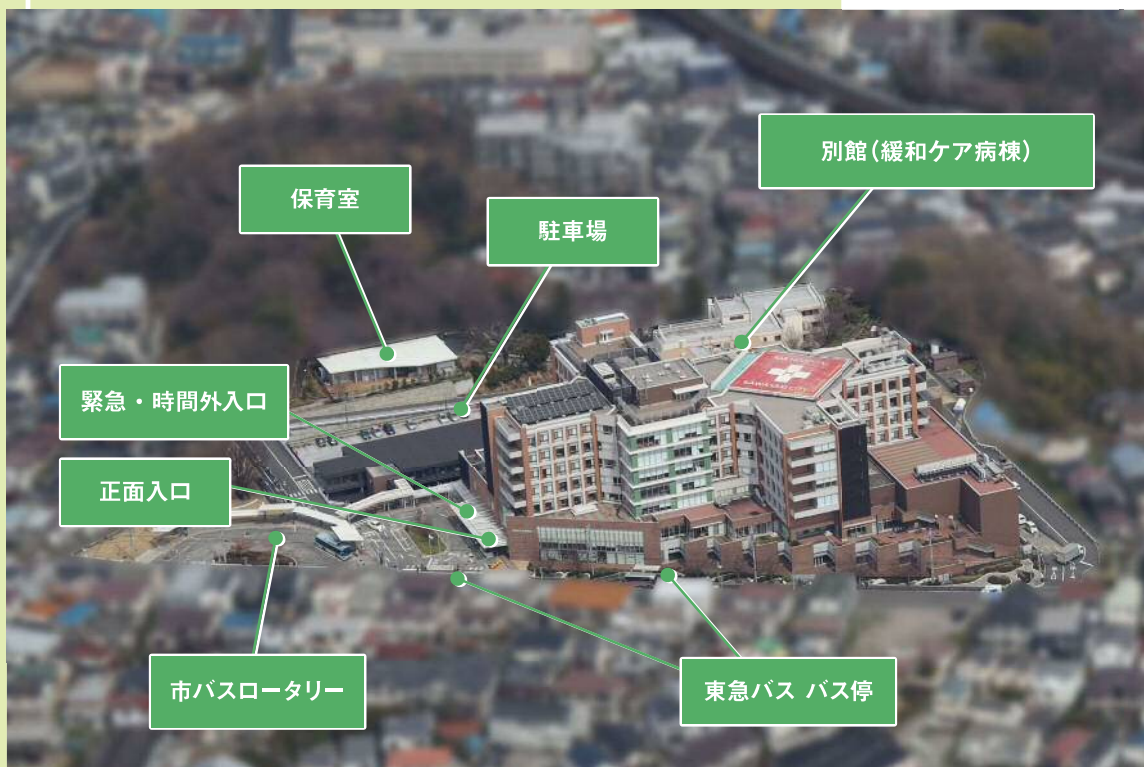 別館(緩和ケア病棟)
保育室
駐車場
緊急・時間外入口
正面入口
市バスロータリー
東急バス バス停